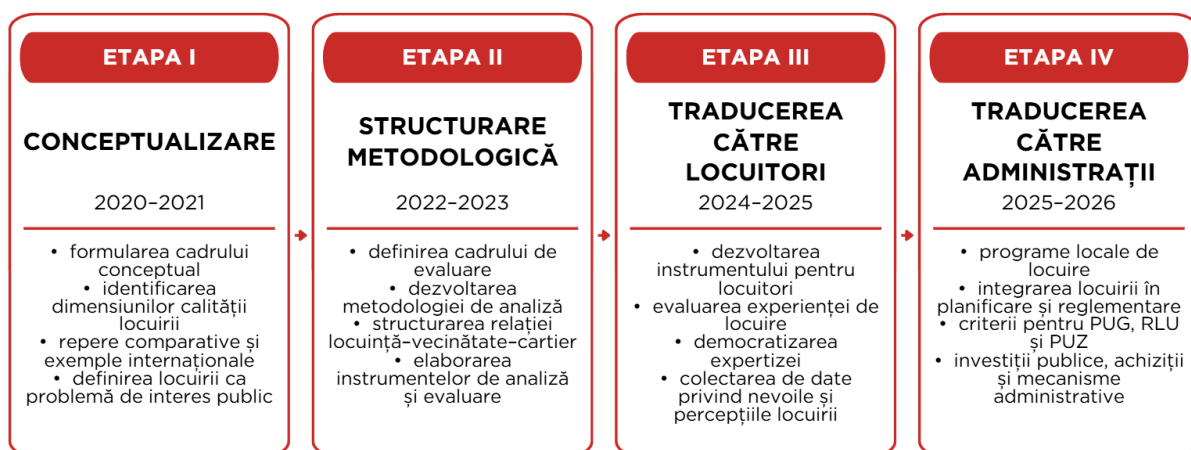 ETAPA I
CONCEPTUALIZARE
2020–2021
• formularea cadrului
conceptual
• identificarea
dimensiunilor calității
locuirii
• repere comparative și
exemple internaționale
• definirea locuirii ca
problemă de interes public
ETAPA II
STRUCTURARE
METODOLOGICĂ
2022–2023
• definirea cadrului de
evaluare
• dezvoltarea
metodologiei de analiză
• structurarea relației
locuință–vecinătate–cartier
• elaborarea
instrumentelor de analiză
și evaluare
ETAPA III
TRADUCEREA
CĂTRE
LOCUITORI
2024–2025
• dezvoltarea
instrumentului pentru
locuitori
• evaluarea experienței de
locuire
• democratizarea
expertizei
• colectarea de date
privind nevoile și
percepțiile locuirii
ETAPA IV
TRADUCEREA
CĂTRE
ADMINISTRAȚII
2025–2026
• programe locale de
locuire
• integrarea locuirii în
planificare și reglementare
• criterii pentru PUG, RLU
și PUZ
• investiții publice, achiziții
și mecanisme
administrative